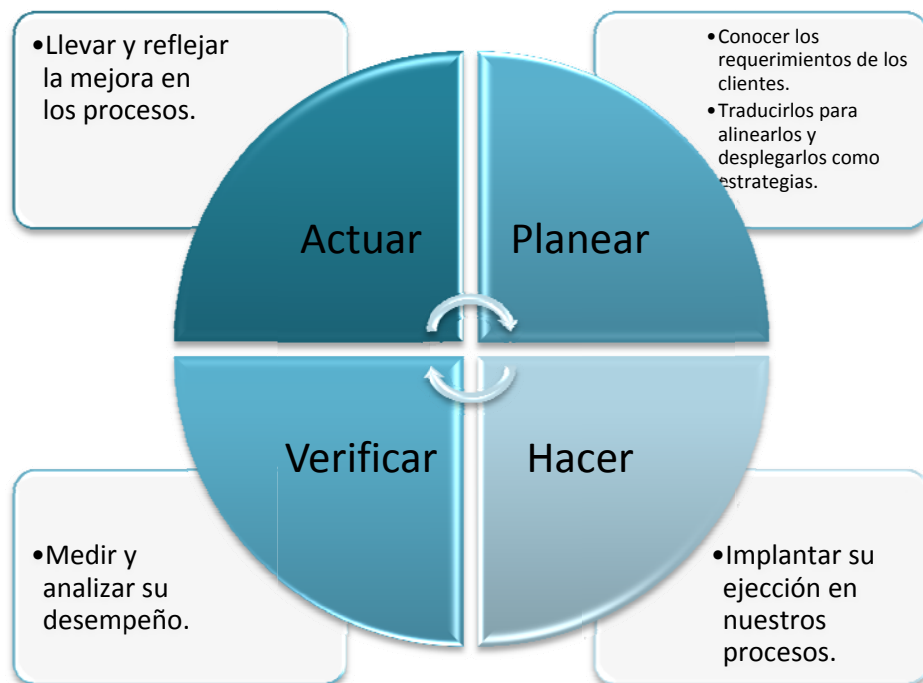 •Llevar y reflejar
la mejora en
los procesos.
•Conocer los
requerimientos de los
clientes.
•Traducirlos para
alinearlos y
desplegarlos como
estrategias.
Actuar
Planear
Verificar
Hacer
•Medir y
analizar su
desempeño.
•Implantar su
ejección en
nuestros
procesos.